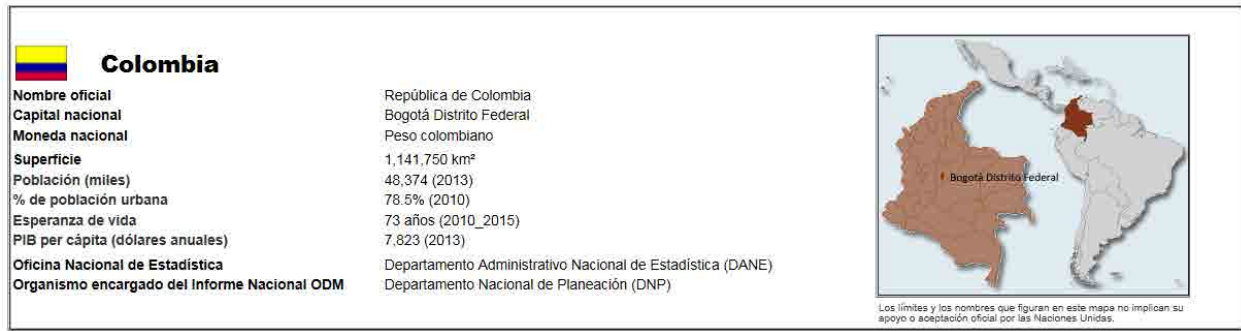 Colombia
Nombre oficial República de Colombia
Capital nacional Bogotá Distrito Federal
Moneda nacional Peso colombiano
Superficie 1,141,750 km²
Población (miles) 48,374 (2013)
% de población urbana 78.5% (2010)
Esperanza de vida 73 años (2010_2015)
PIB per cápita (dólares anuales) 7,823 (2013)
Oficina Nacional de Estadística Departamento Administrativo Nacional de Estadística (DANE)
Organismo encargado del Informe Nacional ODM Departamento Nacional de Planeación (DNP)
Bogotá Distrito Federal
Los límites y los nombres que figuran en este mapa no implican su
apoyo o aceptación oficial por las Naciones Unidas.